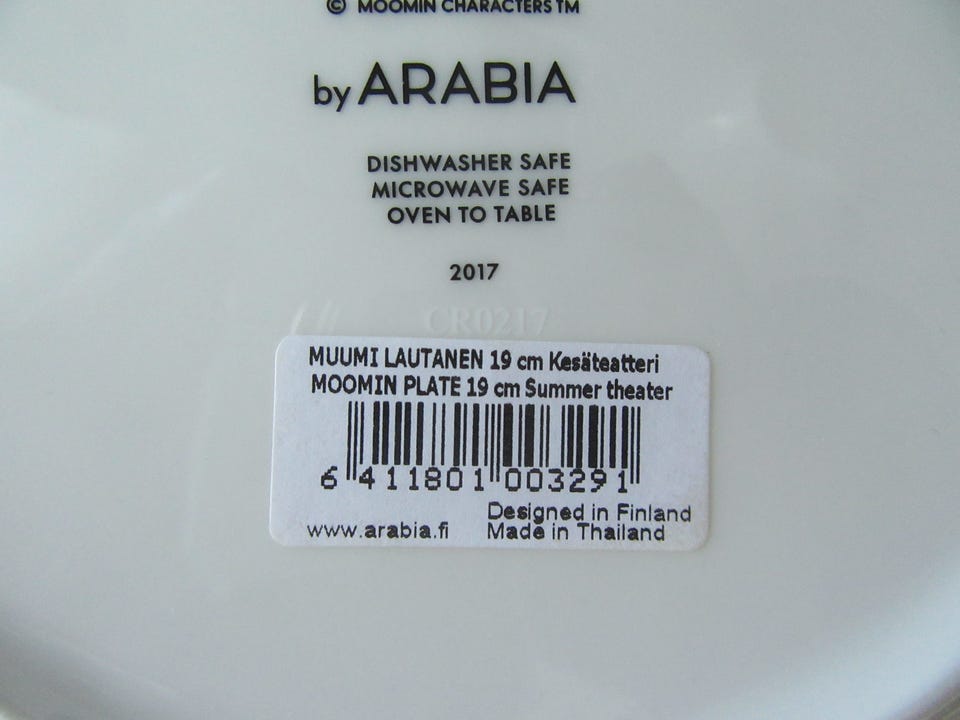 © MOOMIN CHARACTERS TM
by ARABIA
DISHWASHER SAFE
MICROWAVE SAFE
OVEN TO TABLE
2017
CR0217
MUUMI LAUTANEN 19 cm Kesäteatteri
MOOMIN PLATE 19 cm Summer theater
6 411801 003291
www.arabia.fi
Designed in Finland
Made in Thailand